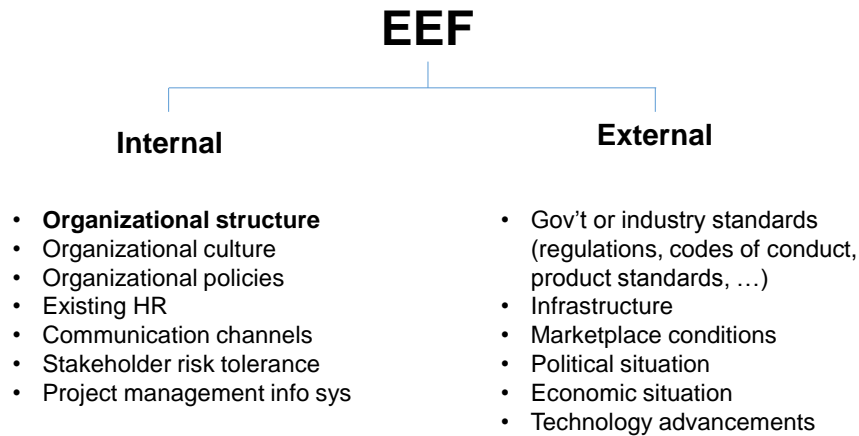 EEF
Internal
• Organizational structure
• Organizational culture
• Organizational policies
• Existing HR
• Communication channels
• Stakeholder risk tolerance
• Project management info sys
External
• Gov't or industry standards
(regulations, codes of conduct,
product standards, …)
• Infrastructure
• Marketplace conditions
• Political situation
• Economic situation
• Technology advancements